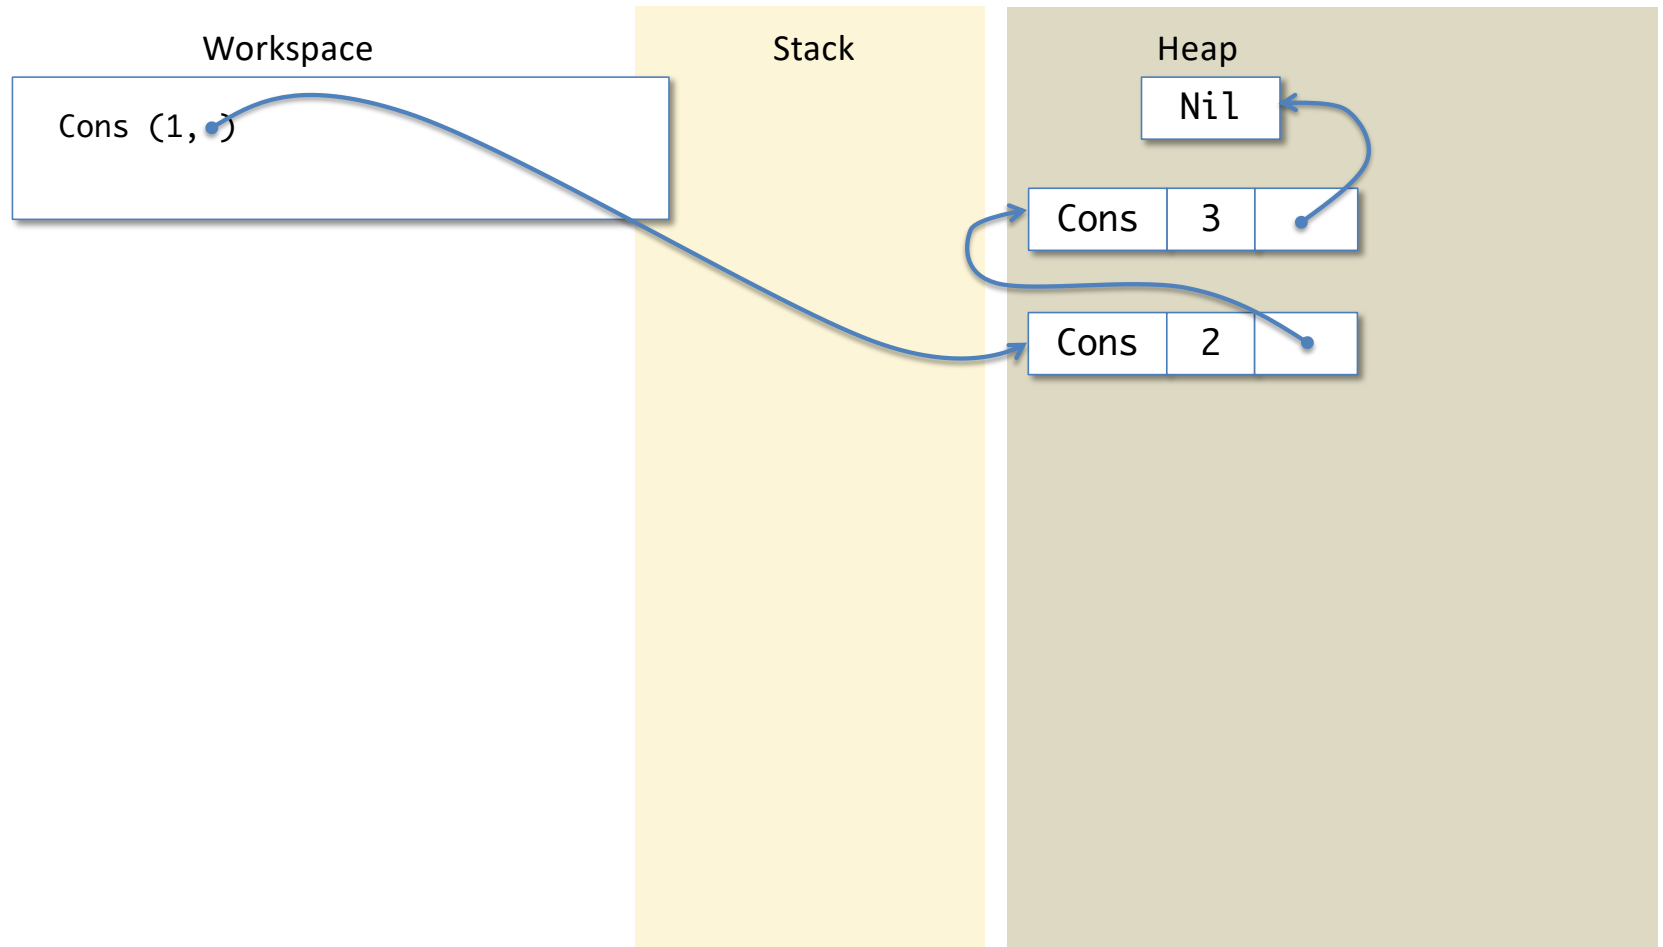 Workspace
Stack
Heap
Cons (1, )
Nil
Cons 3
Cons 2